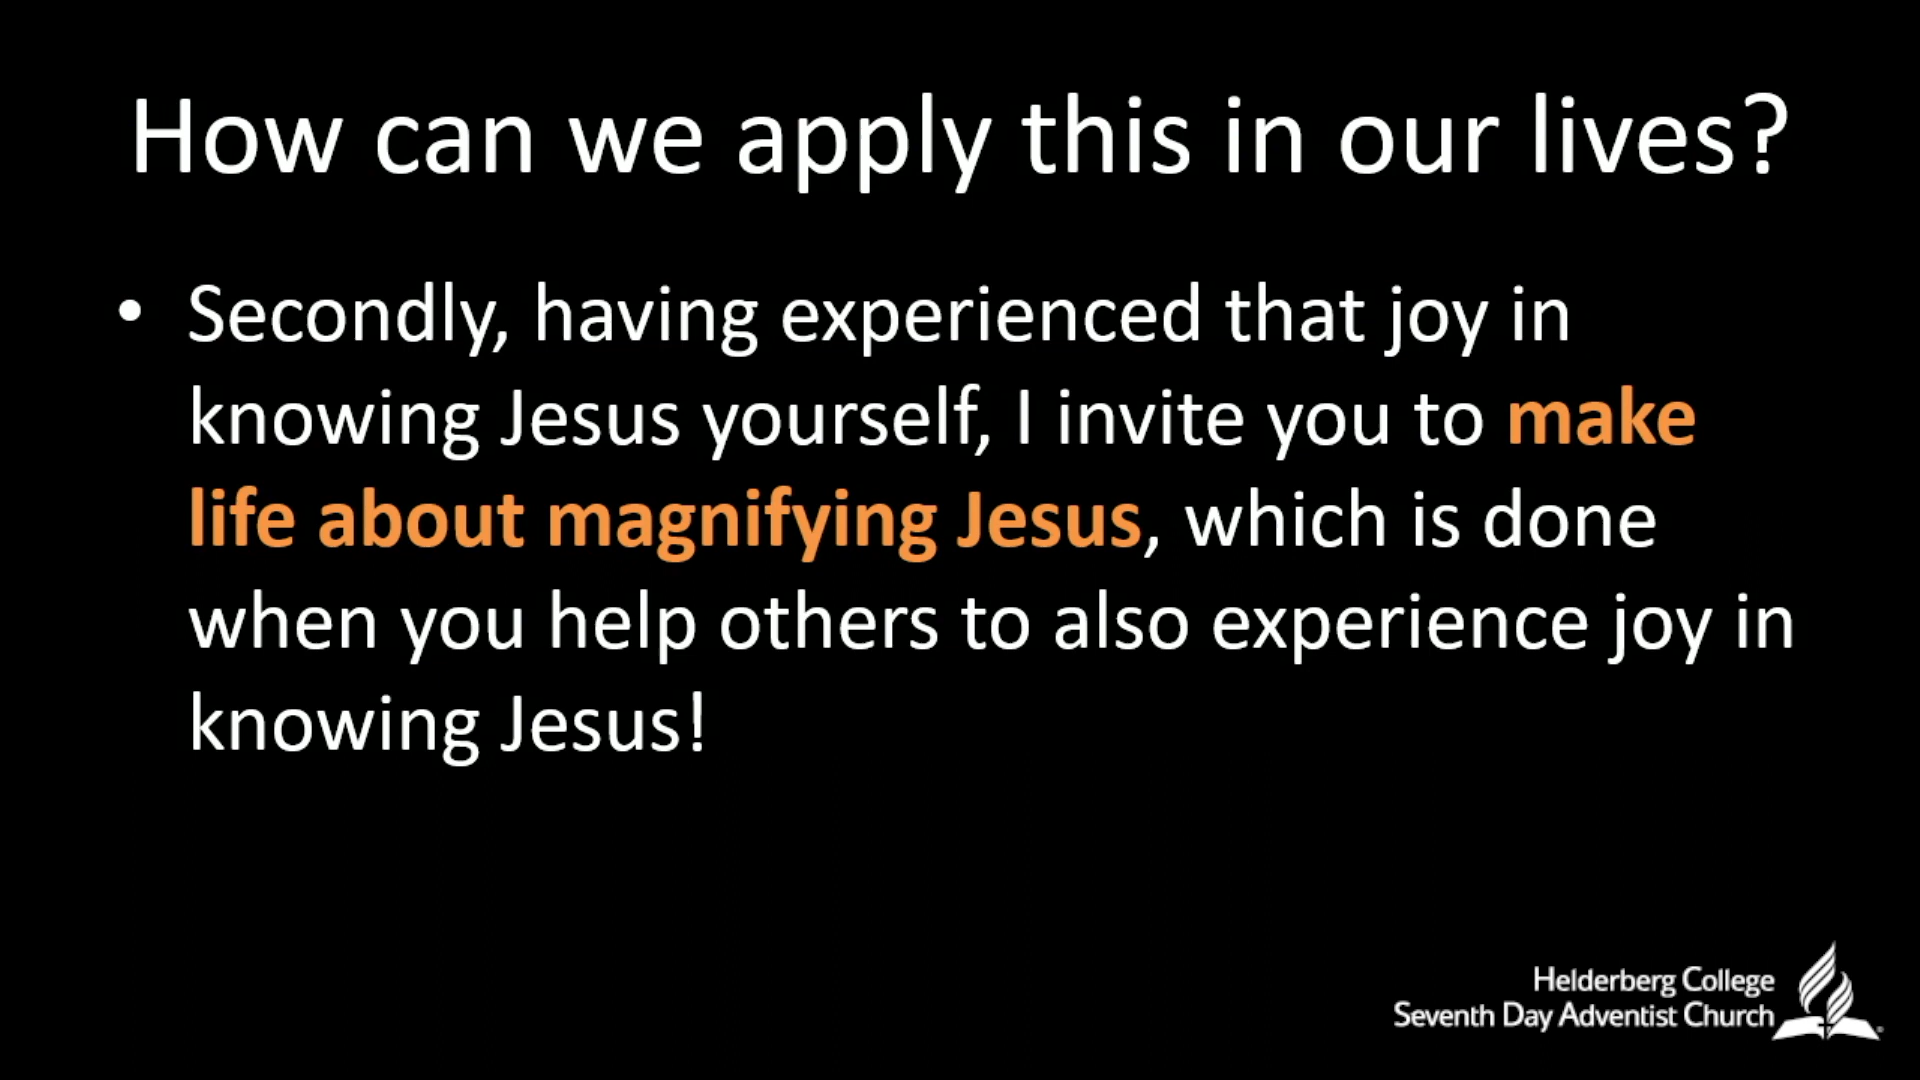 How can we apply this in our lives?
• Secondly, having experienced that joy in
knowing Jesus yourself, I invite you to make
life about magnifying Jesus, which is done
when you help others to also experience joy in
knowing Jesus!
Helderberg College
Seventh Day Adventist Church